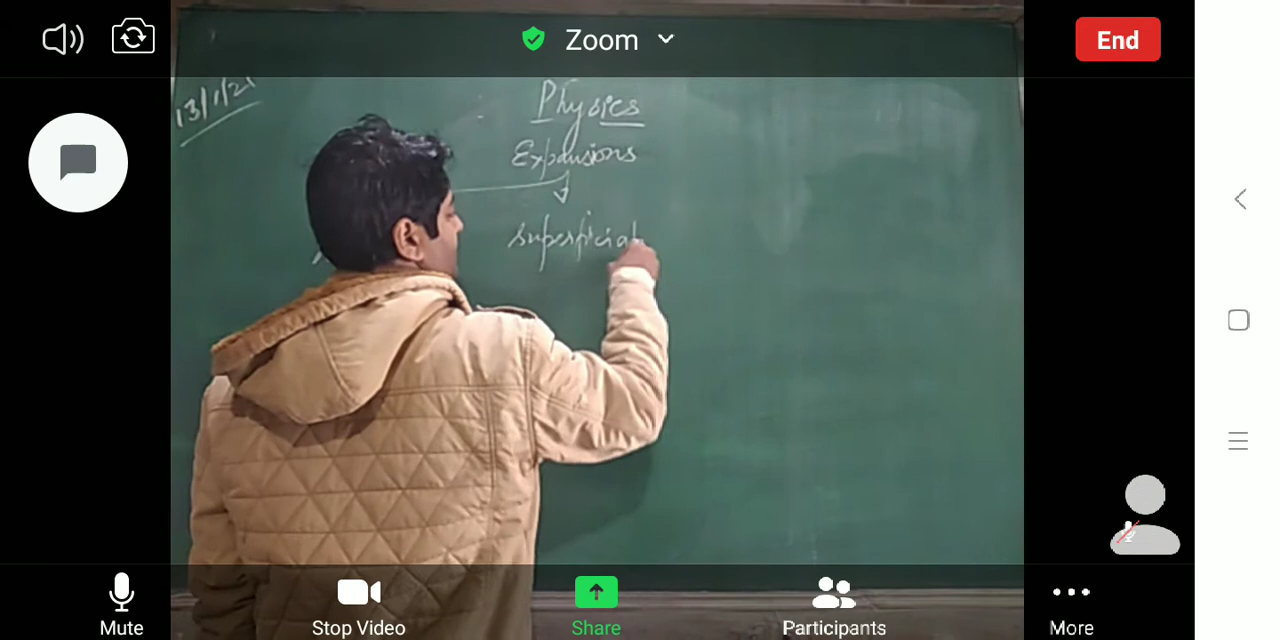 Zoom
End
13/1/21
Physics
Expansions
superficial
Mute
Stop Video
Share
Participants
More